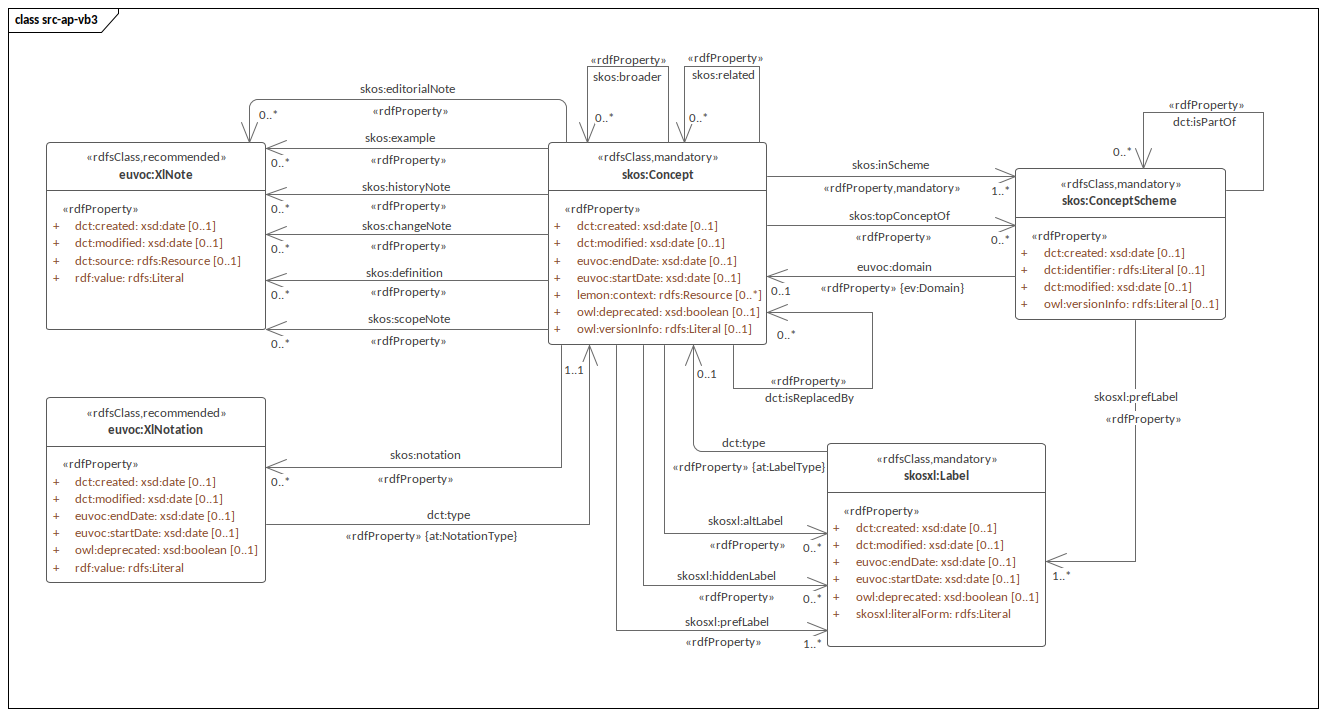 class src-ap-vb3
«rdfProperty»
skos:broader
0..*
«rdfProperty»
skos:related
0..*
skos:editorialNote
«rdfProperty»
0..*
skos:example
«rdfProperty»
0..*
skos:historyNote
«rdfProperty»
0..*
skos:changeNote
«rdfProperty»
0..*
skos:definition
«rdfProperty»
0..*
skos:scopeNote
«rdfProperty»
0..*
«rdfsClass,recommended»
euvoc:XlNote
«rdfProperty»
+ dct:created: xsd:date [0..1]
+ dct:modified: xsd:date [0..1]
+ dct:source: rdfs:Resource [0..1]
+ rdf:value: rdfs:Literal
«rdfsClass,mandatory»
skos:Concept
«rdfProperty»
+ dct:created: xsd:date [0..1]
+ dct:modified: xsd:date [0..1]
+ euvoc:endDate: xsd:date [0..1]
+ euvoc:startDate: xsd:date [0..1]
+ lemon:context: rdfs:Resource [0..*]
+ owl:deprecated: xsd:boolean [0..1]
+ owl:versionInfo: rdfs:Literal [0..1]
skos:inScheme
«rdfProperty,mandatory»
1..*
skos:topConceptOf
«rdfProperty»
0..*
euvoc:domain
0..1
«rdfProperty» {ev:Domain}
«rdfProperty»
dct:isPartOf
0..*
«rdfsClass,mandatory»
skos:ConceptScheme
«rdfProperty»
+ dct:created: xsd:date [0..1]
+ dct:identifier: rdfs:Literal [0..1]
+ dct:modified: xsd:date [0..1]
+ owl:versionInfo: rdfs:Literal [0..1]
0..*
«rdfProperty»
dct:isReplacedBy
1..1
0..1
skosxl:prefLabel
«rdfProperty»
1..*
«rdfsClass,recommended»
euvoc:XlNotation
«rdfProperty»
+ dct:created: xsd:date [0..1]
+ dct:modified: xsd:date [0..1]
+ euvoc:endDate: xsd:date [0..1]
+ euvoc:startDate: xsd:date [0..1]
+ owl:deprecated: xsd:boolean [0..1]
+ rdf:value: rdfs:Literal
skos:notation
«rdfProperty»
0..*
dct:type
«rdfProperty» {at:NotationType}
dct:type
«rdfProperty» {at:LabelType}
skosxl:altLabel
«rdfProperty»
0..*
skosxl:hiddenLabel
«rdfProperty»
0..*
skosxl:prefLabel
«rdfProperty»
1..*
«rdfsClass,mandatory»
skosxl:Label
«rdfProperty»
+ dct:created: xsd:date [0..1]
+ dct:modified: xsd:date [0..1]
+ euvoc:endDate: xsd:date [0..1]
+ euvoc:startDate: xsd:date [0..1]
+ owl:deprecated: xsd:boolean [0..1]
+ skosxl:literalForm: rdfs:Literal